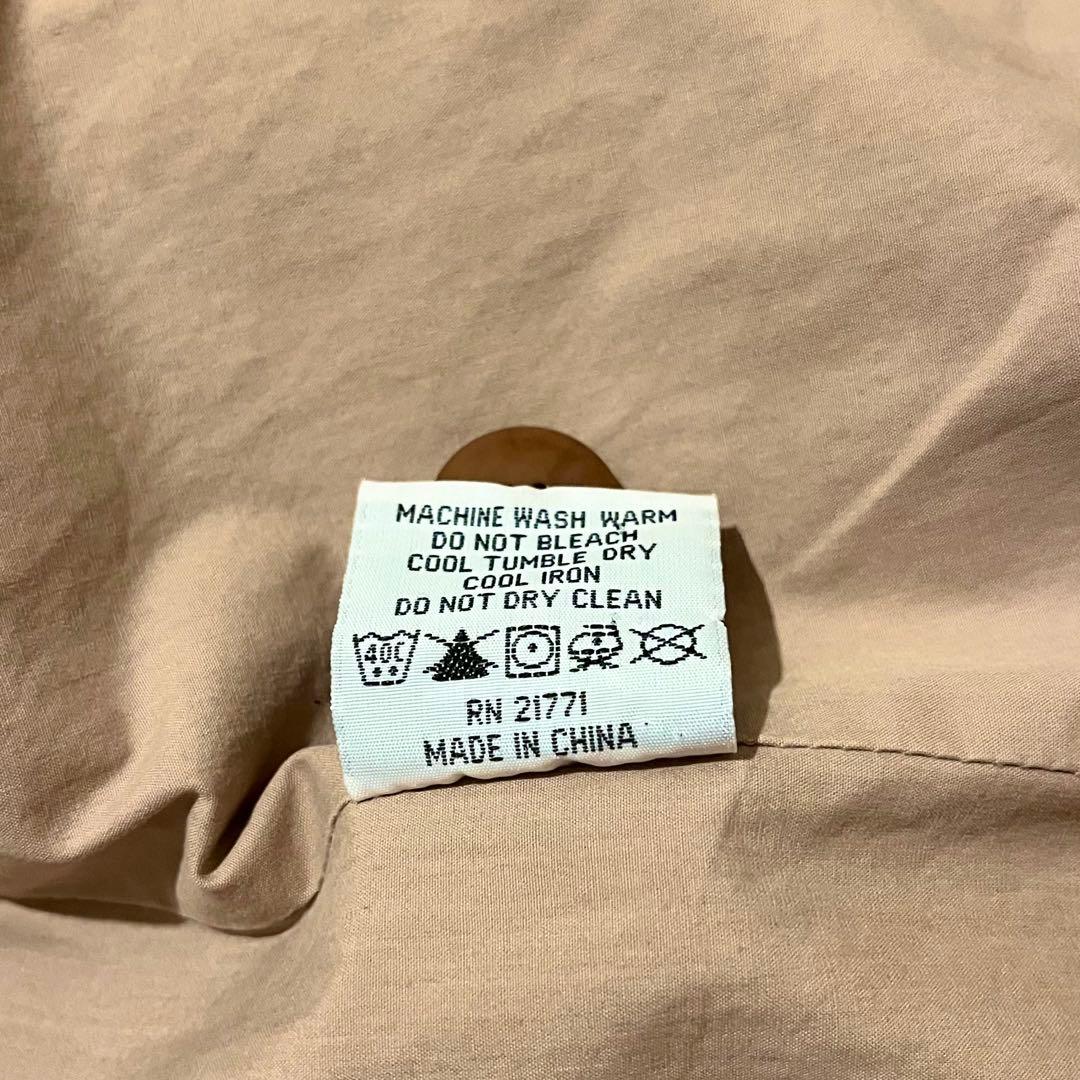 MACHINE WASH WARM
DO NOT BLEACH
COOL TUMBLE DRY
COOL IRON
DO NOT DRY CLEAN
40C
RN 21771
MADE IN CHINA